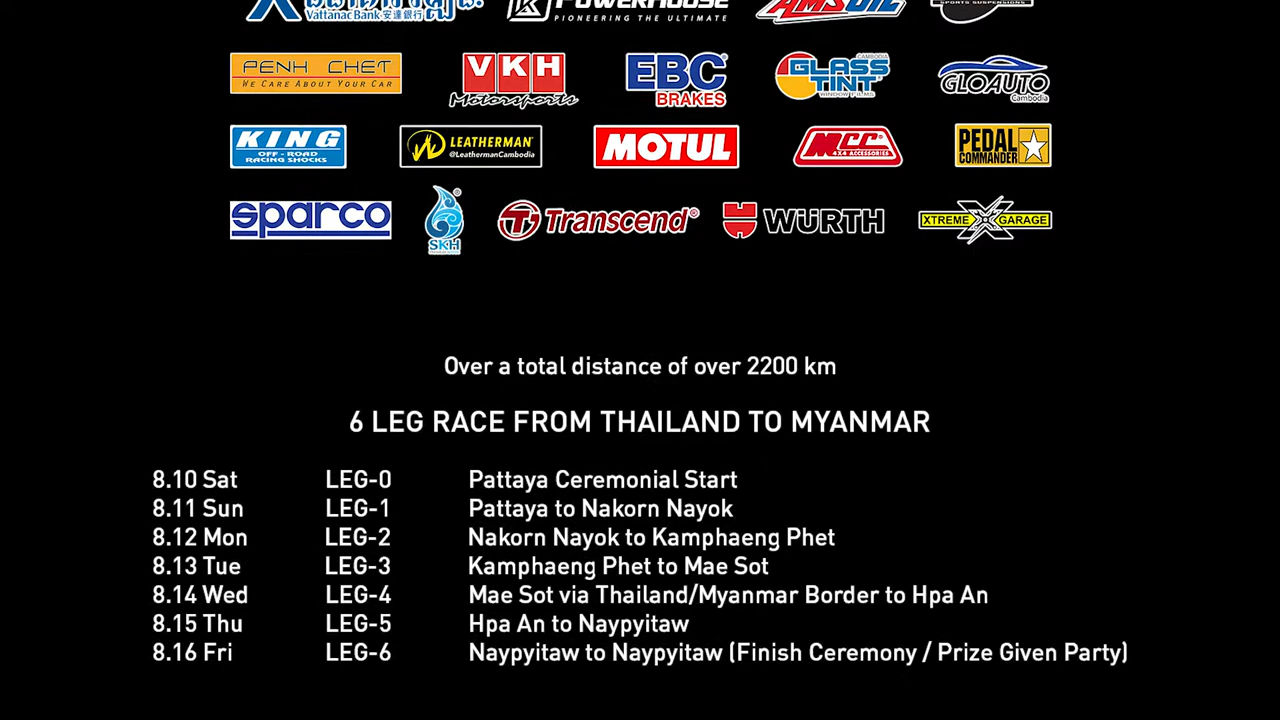 Vattanac Bank 安達銀行
POWERHOUSE
PIONEERING THE ULTIMATE
AMSOIL
SPORTS SUSPENSIONS
PENH CHET
WE CARE ABOUT YOUR CAR
VKH
Motorsports
EBC
BRAKES
CAMBODIA
GLASS
TINT
WINDOW FILMS
GLOAUTO
Cambodia
KING
OFF-ROAD
RACING SHOCKS
LEATHERMAN
@LeathermanCambodia
MOTUL
MCC
4X4 ACCESSORIES
PEDAL
COMMANDER
sparco
SKH
Transcend
WÜRTH
XTREME X GARAGE
Over a total distance of over 2200 km
6 LEG RACE FROM THAILAND TO MYANMAR
8.10 Sat LEG-0 Pattaya Ceremonial Start
8.11 Sun LEG-1 Pattaya to Nakorn Nayok
8.12 Mon LEG-2 Nakorn Nayok to Kamphaeng Phet
8.13 Tue LEG-3 Kamphaeng Phet to Mae Sot
8.14 Wed LEG-4 Mae Sot via Thailand/Myanmar Border to Hpa An
8.15 Thu LEG-5 Hpa An to Naypyitaw
8.16 Fri LEG-6 Naypyitaw to Naypyitaw (Finish Ceremony / Prize Given Party)